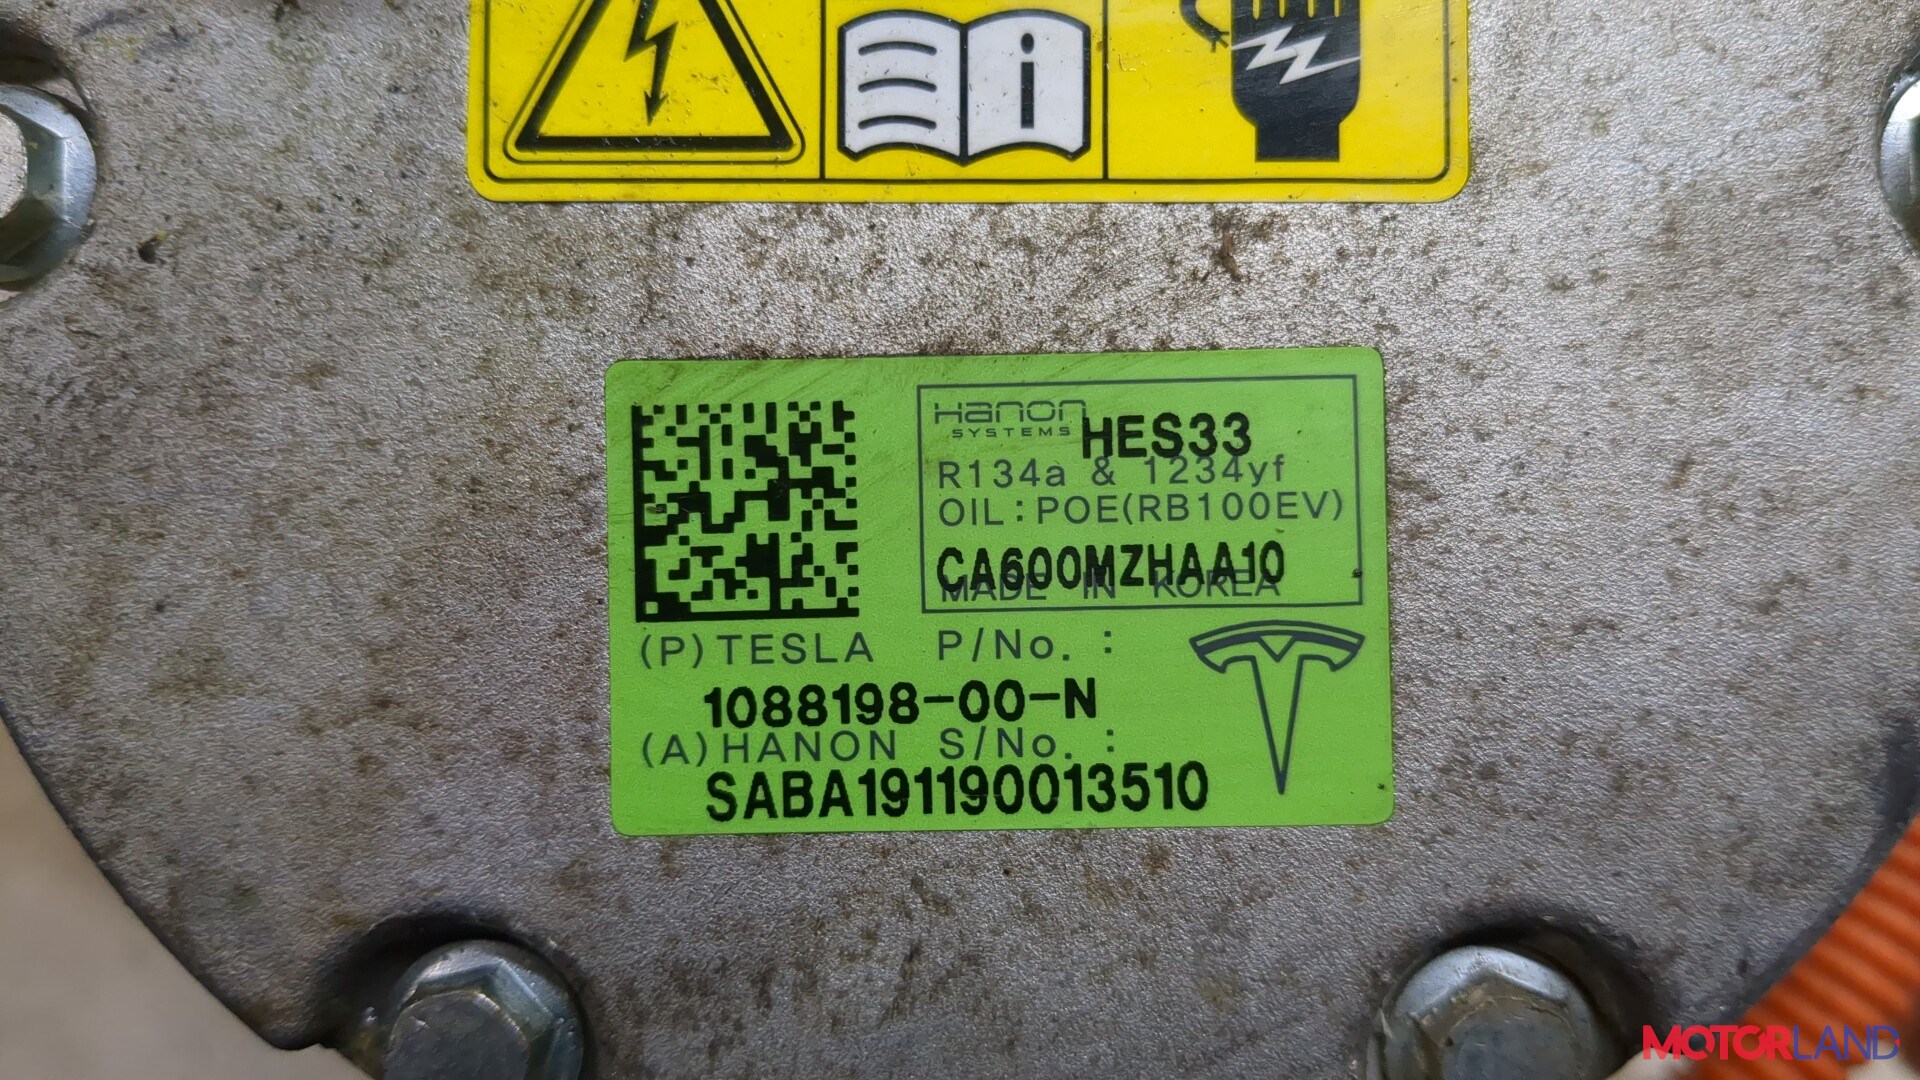 i
Hanon
SYSTEMS HES33
R134a & 1234yf
OIL:POE(RB100EV)
CA600MZHAA10
MADE IN KOREA
(P)TESLA P/No. :
1088198-00-N
(A)HANON S/No. :
SABA191190013510
MOTORLAND